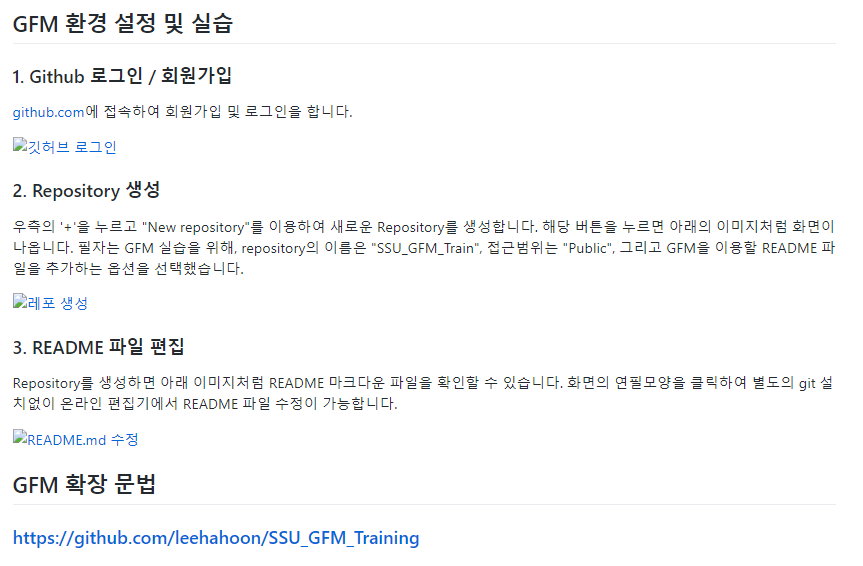 GFM 환경 설정 및 실습
1. Github 로그인 / 회원가입
github.com에 접속하여 회원가입 및 로그인을 합니다.
깃허브 로그인
2. Repository 생성
우측의 '+'을 누르고 "New repository"를 이용하여 새로운 Repository를 생성합니다. 해당 버튼을 누르면 아래의 이미지처럼 화면이
나옵니다. 필자는 GFM 실습을 위해, repository의 이름은 "SSU_GFM_Train", 접근범위는 "Public", 그리고 GFM을 이용할 README 파
일을 추가하는 옵션을 선택했습니다.
레포 생성
3. README 파일 편집
Repository를 생성하면 아래 이미지처럼 README 마크다운 파일을 확인할 수 있습니다. 화면의 연필모양을 클릭하여 별도의 git 설
치없이 온라인 편집기에서 README 파일 수정이 가능합니다.
README.md 수정
GFM 확장 문법
https://github.com/leehahoon/SSU_GFM_Training